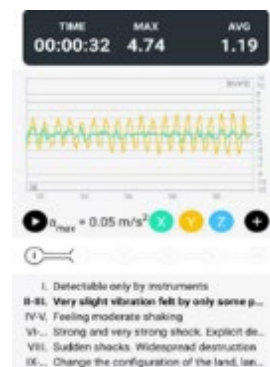 TIME MAX AVG
00:00:32 4.74 1.19
a max = 0.05 m/s² X Y Z +
I
I. Detectable only by instruments
II-III. Very slight vibration felt by only some p...
IV-V. Feeling moderate shaking
VI-... Strong and very strong shock. Explicit de...
VIII. Sudden shacks. Widespread destruction
IX-... Change the configuration of the land, lan...